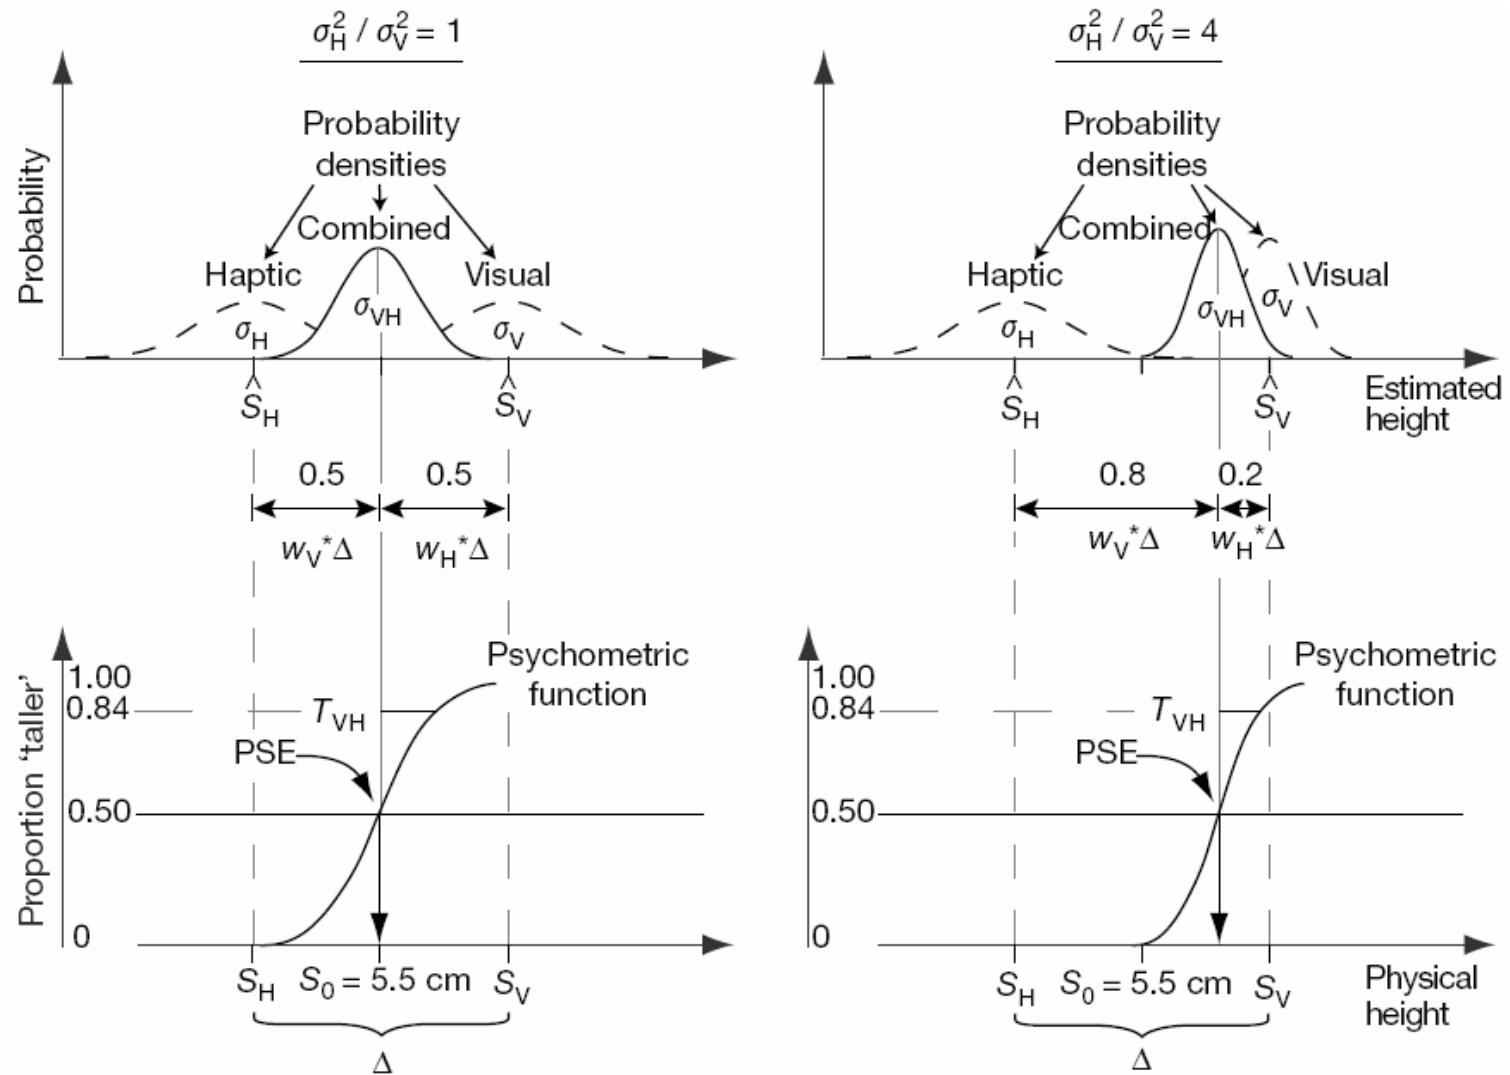 σ²H / σ²V = 1
Probability
Probability
densities
Combined
Haptic
Visual
σH
σVH
σV
ŜH
ŜV
0.5
0.5
wV*Δ
wH*Δ
Proportion ‘taller’
1.00
0.84
0.50
0
TVH
PSE
Psychometric
function
SH
S0 = 5.5 cm
SV
Δ
σ²H / σ²V = 4
Probability
densities
Combined
Haptic
Visual
σH
σVH
σV
ŜH
ŜV
Estimated
height
0.8
0.2
wV*Δ
wH*Δ
1.00
0.84
0.50
0
TVH
PSE
Psychometric
function
SH
S0 = 5.5 cm
SV
Physical
height
Δ